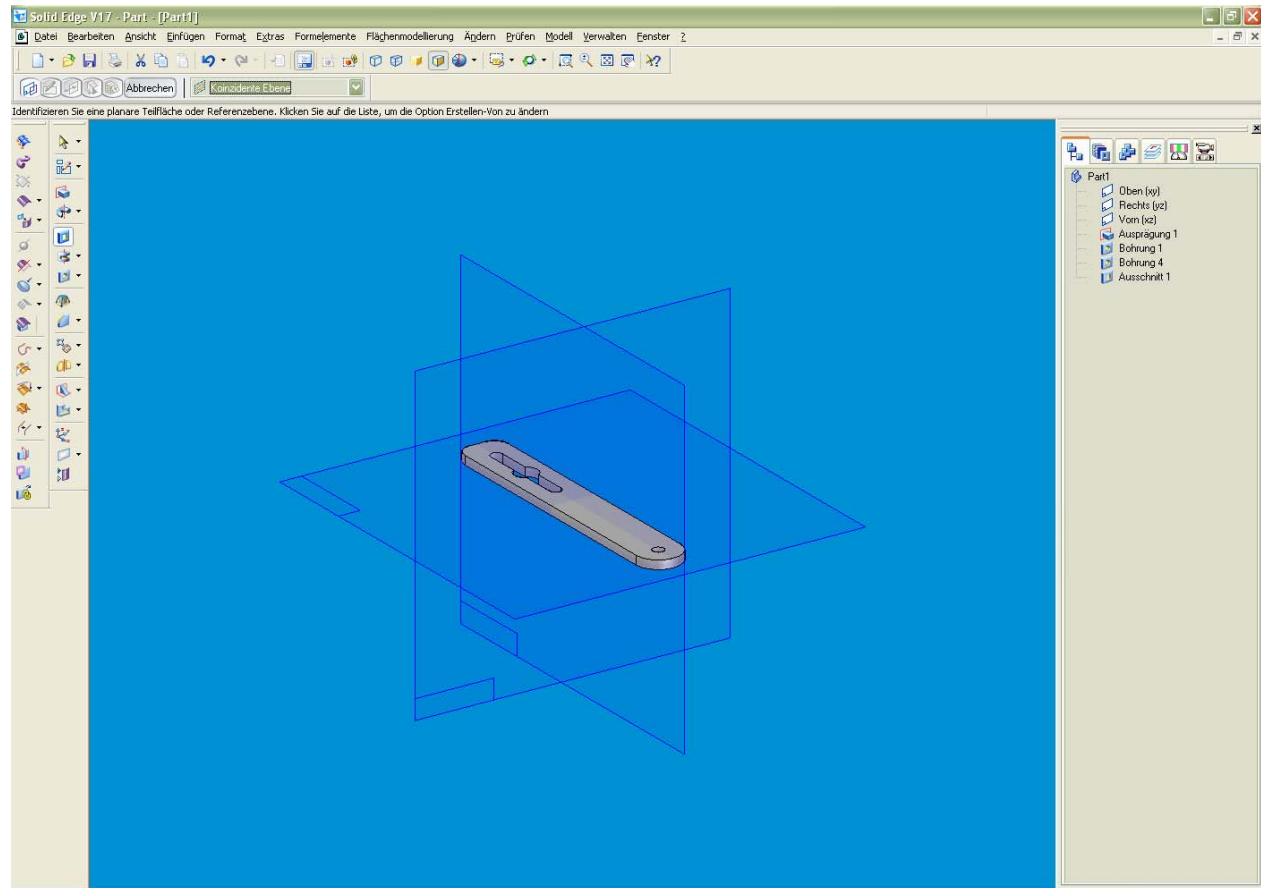 Solid Edge V17 - Part - [Part1]
Datei Bearbeiten Ansicht Einfügen Format Extras Formelemente Flächenmodellierung Ändern Prüfen Modell Verwalten Fenster ?
Abbrechen Koinzidente Ebene
Identifizieren Sie eine planare Teilfläche oder Referenzebene. Klicken Sie auf die Liste, um die Option Erstellen-Von zu ändern
Part1
Oben (xy)
Rechts (yz)
Vorn (xz)
Ausprägung 1
Bohrung 1
Bohrung 4
Ausschnitt 1